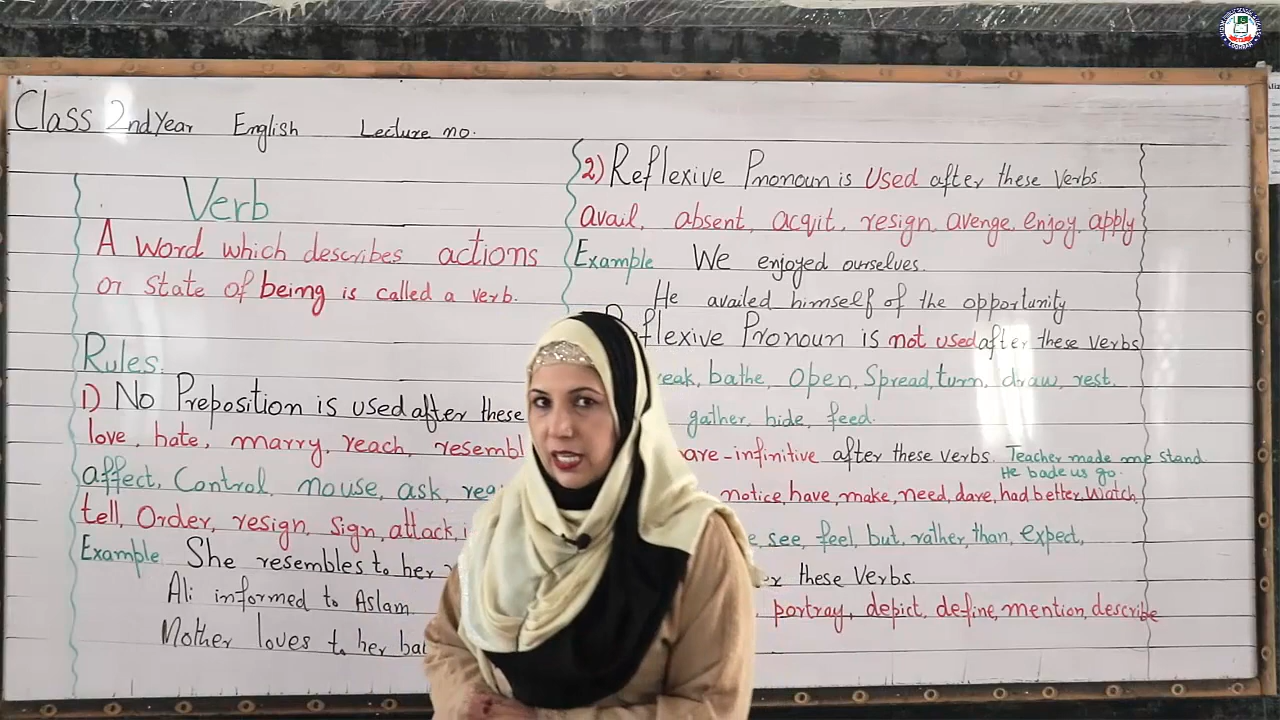 Class 2nd Year English Lecture no.
Verb
A word which describes actions
or state of being is called a verb.
Rules.
1) No Preposition is used after these
love, hate, marry, reach, resembl
affect, Control, mouse, ask, rea
tell, Order, resign, sign, attack, i
Example She resembles to her
Ali informed to Aslam
Mother loves to her ba
2) Reflexive Pronoun is Used after these Verbs.
avail, absent, acqit, resign, avenge, enjoy, apply
Example We enjoyed ourselves.
He availed himself of the opportunity
Reflexive Pronoun is not used after these verbs
reak, bathe, Open, Spread, turn, draw, rest.
gather, hide, feed.
are-infinitive after these verbs. Teacher made me stand
He bade us go.
notice, have, make, need, dare, had better, Watch,
e, see, feel, but, rather, than, expect,
these Verbs.
portray, depict, define, mention, describe